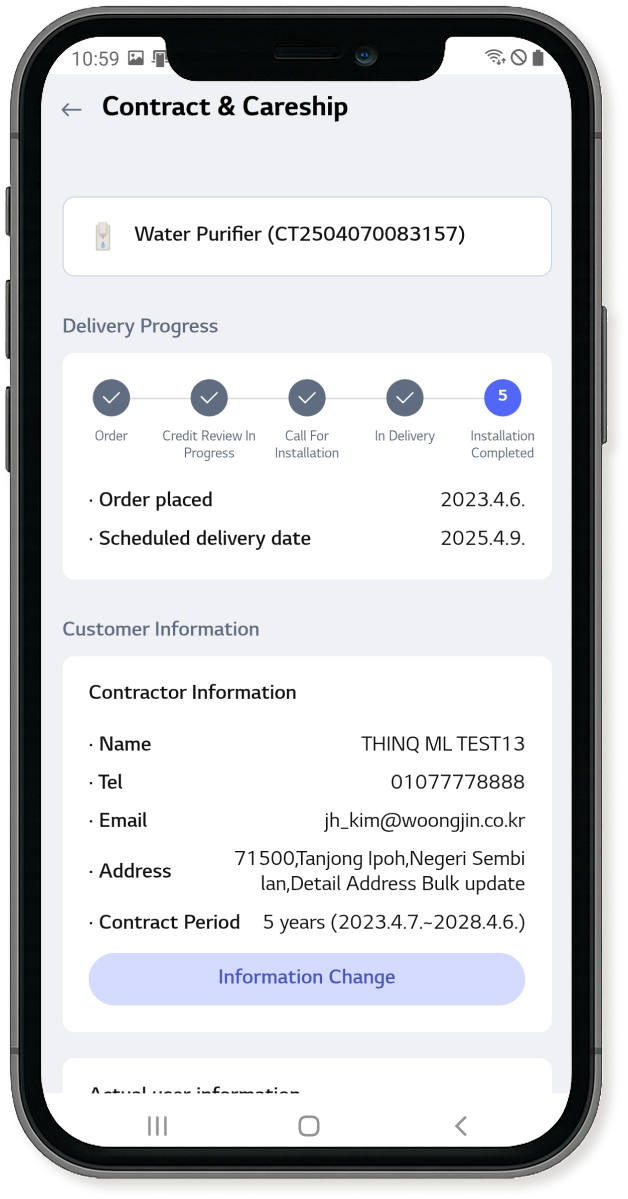 10:59
Contract & Careship
Water Purifier (CT2504070083157)
Delivery Progress
5
Order
Credit Review In
Progress
Call For
Installation
In Delivery
Installation
Completed
· Order placed 2023.4.6.
· Scheduled delivery date 2025.4.9.
Customer Information
Contractor Information
· Name THINQ ML TEST13
· Tel 01077778888
· Email jh_kim@woongjin.co.kr
· Address 71500,Tanjong Ipoh,Negeri Sembi
lan,Detail Address Bulk update
· Contract Period 5 years (2023.4.7.~2028.4.6.)
Information Change
Actual user information